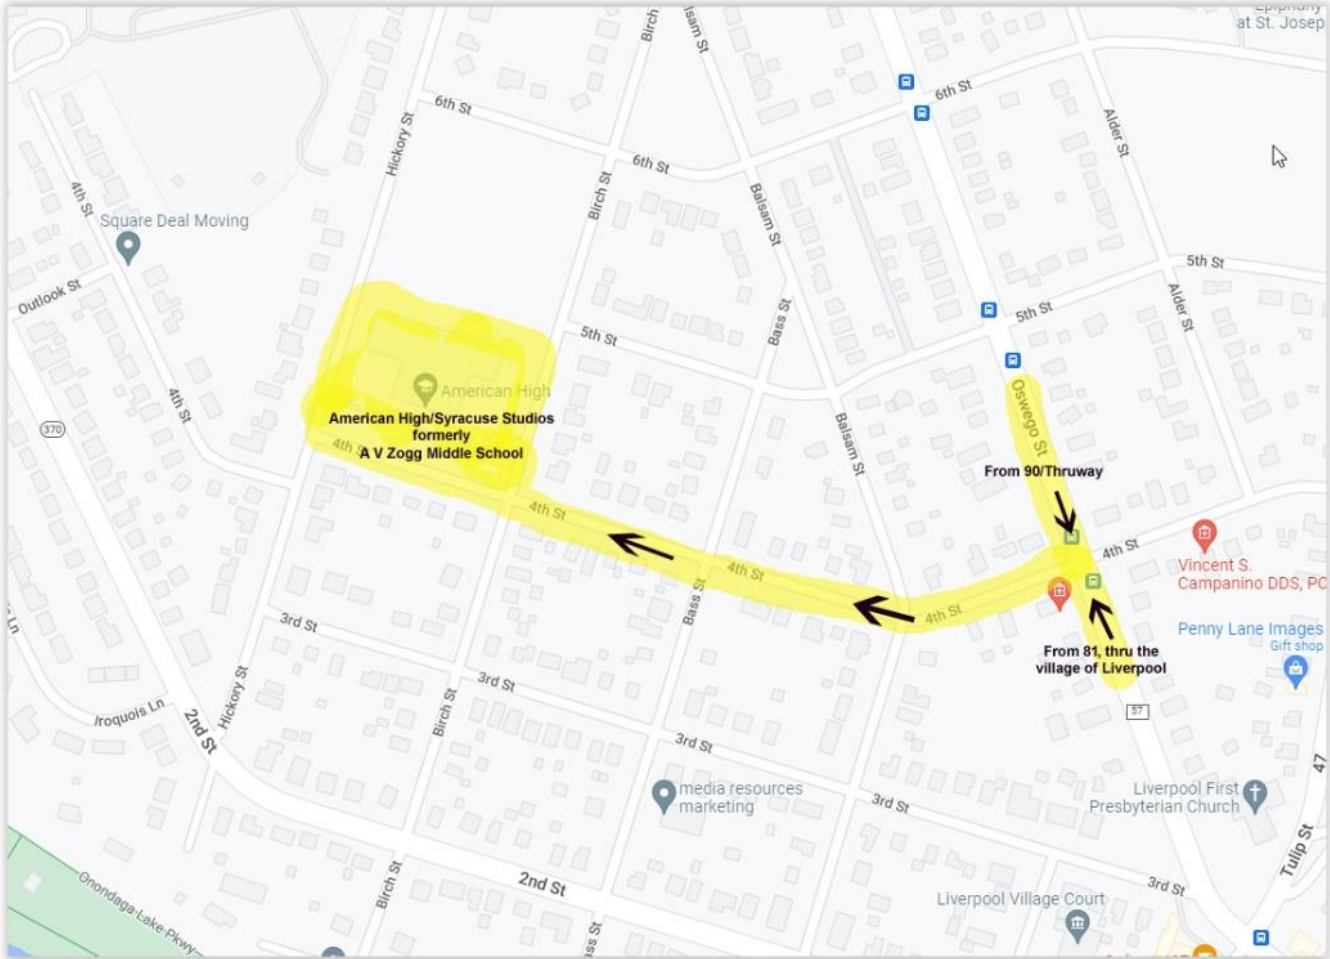 Epiphany
at St. Josep
Birch
lsam St
6th St
6th St
6th St
Hickory St
Alder St
4th St
Birch St
Balsam St
Square Deal Moving
5th St
Outlook St
Alder St
5th St
Bass St
5th St
American High
Oswego St
4th St
370
American High/Syracuse Studios
formerly
A V Zogg Middle School
4th St
Balsam St
From 90/Thruway
4th St
4th St
4th St
Vincent S.
Campanino DDS, PC
Bass St
4th St
3rd St
Penny Lane Images
Gift shop
From 81, thru the
village of Liverpool
3rd St
Hickory St
Birch St
Iroquois Ln
2nd St
57
3rd St
47
media resources
marketing
Liverpool First
Presbyterian Church
3rd St
Tulip St
2nd St
Birch St
3rd St
Onondaga-Lake-Pkwy
Liverpool Village Court
ss St